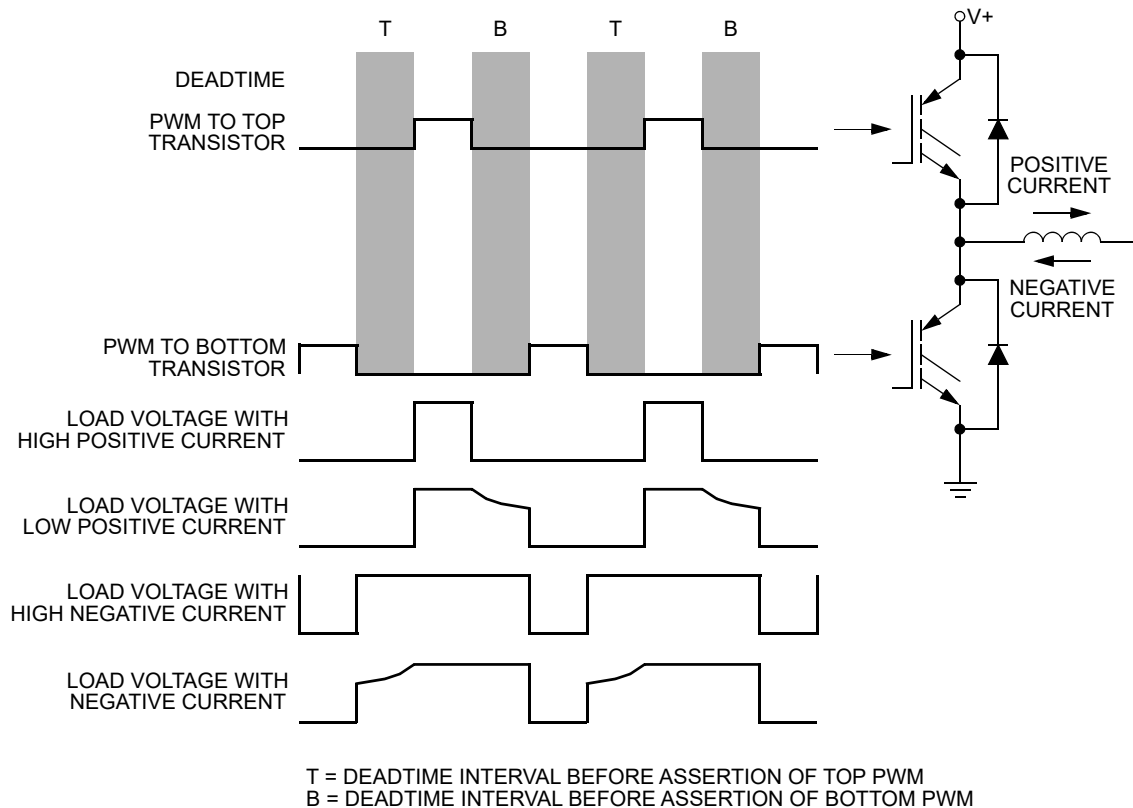 T B T B
V+
DEADTIME
PWM TO TOP
TRANSISTOR
POSITIVE
CURRENT
NEGATIVE
CURRENT
PWM TO BOTTOM
TRANSISTOR
LOAD VOLTAGE WITH
HIGH POSITIVE CURRENT
LOAD VOLTAGE WITH
LOW POSITIVE CURRENT
LOAD VOLTAGE WITH
HIGH NEGATIVE CURRENT
LOAD VOLTAGE WITH
NEGATIVE CURRENT
T = DEADTIME INTERVAL BEFORE ASSERTION OF TOP PWM
B = DEADTIME INTERVAL BEFORE ASSERTION OF BOTTOM PWM